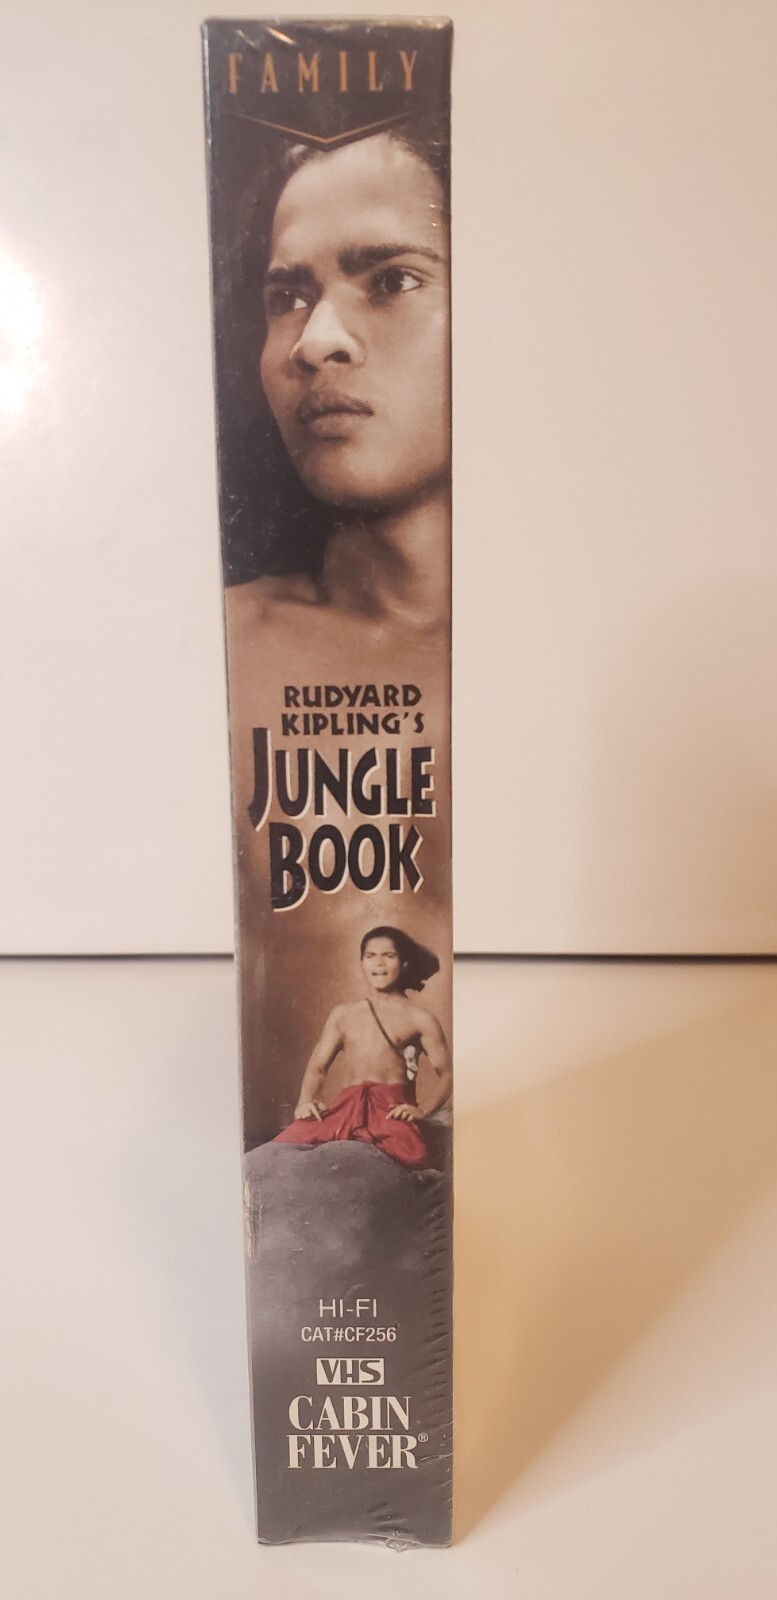 FAMILY
RUDYARD
KIPLING'S
JUNGLE
BOOK
HI-FI
CAT#CF256
VHS
CABIN
FEVER®